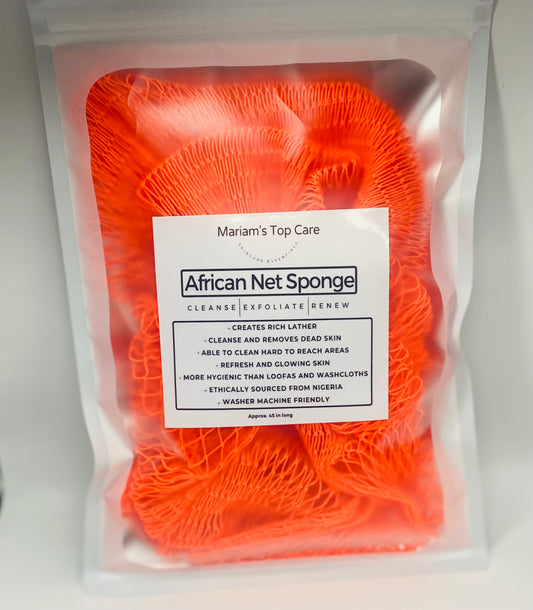 Mariam's Top Care
SKINCARE ESSENTIALS
African Net Sponge
CLEANSE|EXFOLIATE|RENEW
· CREATES RICH LATHER
· CLEANSE AND REMOVES DEAD SKIN
· ABLE TO CLEAN HARD TO REACH AREAS
· REFRESH AND GLOWING SKIN
· MORE HYGIENIC THAN LOOFAS AND WASHCLOTHS
· ETHICALLY SOURCED FROM NIGERIA
· WASHER MACHINE FRIENDLY
Approx. 45 in long